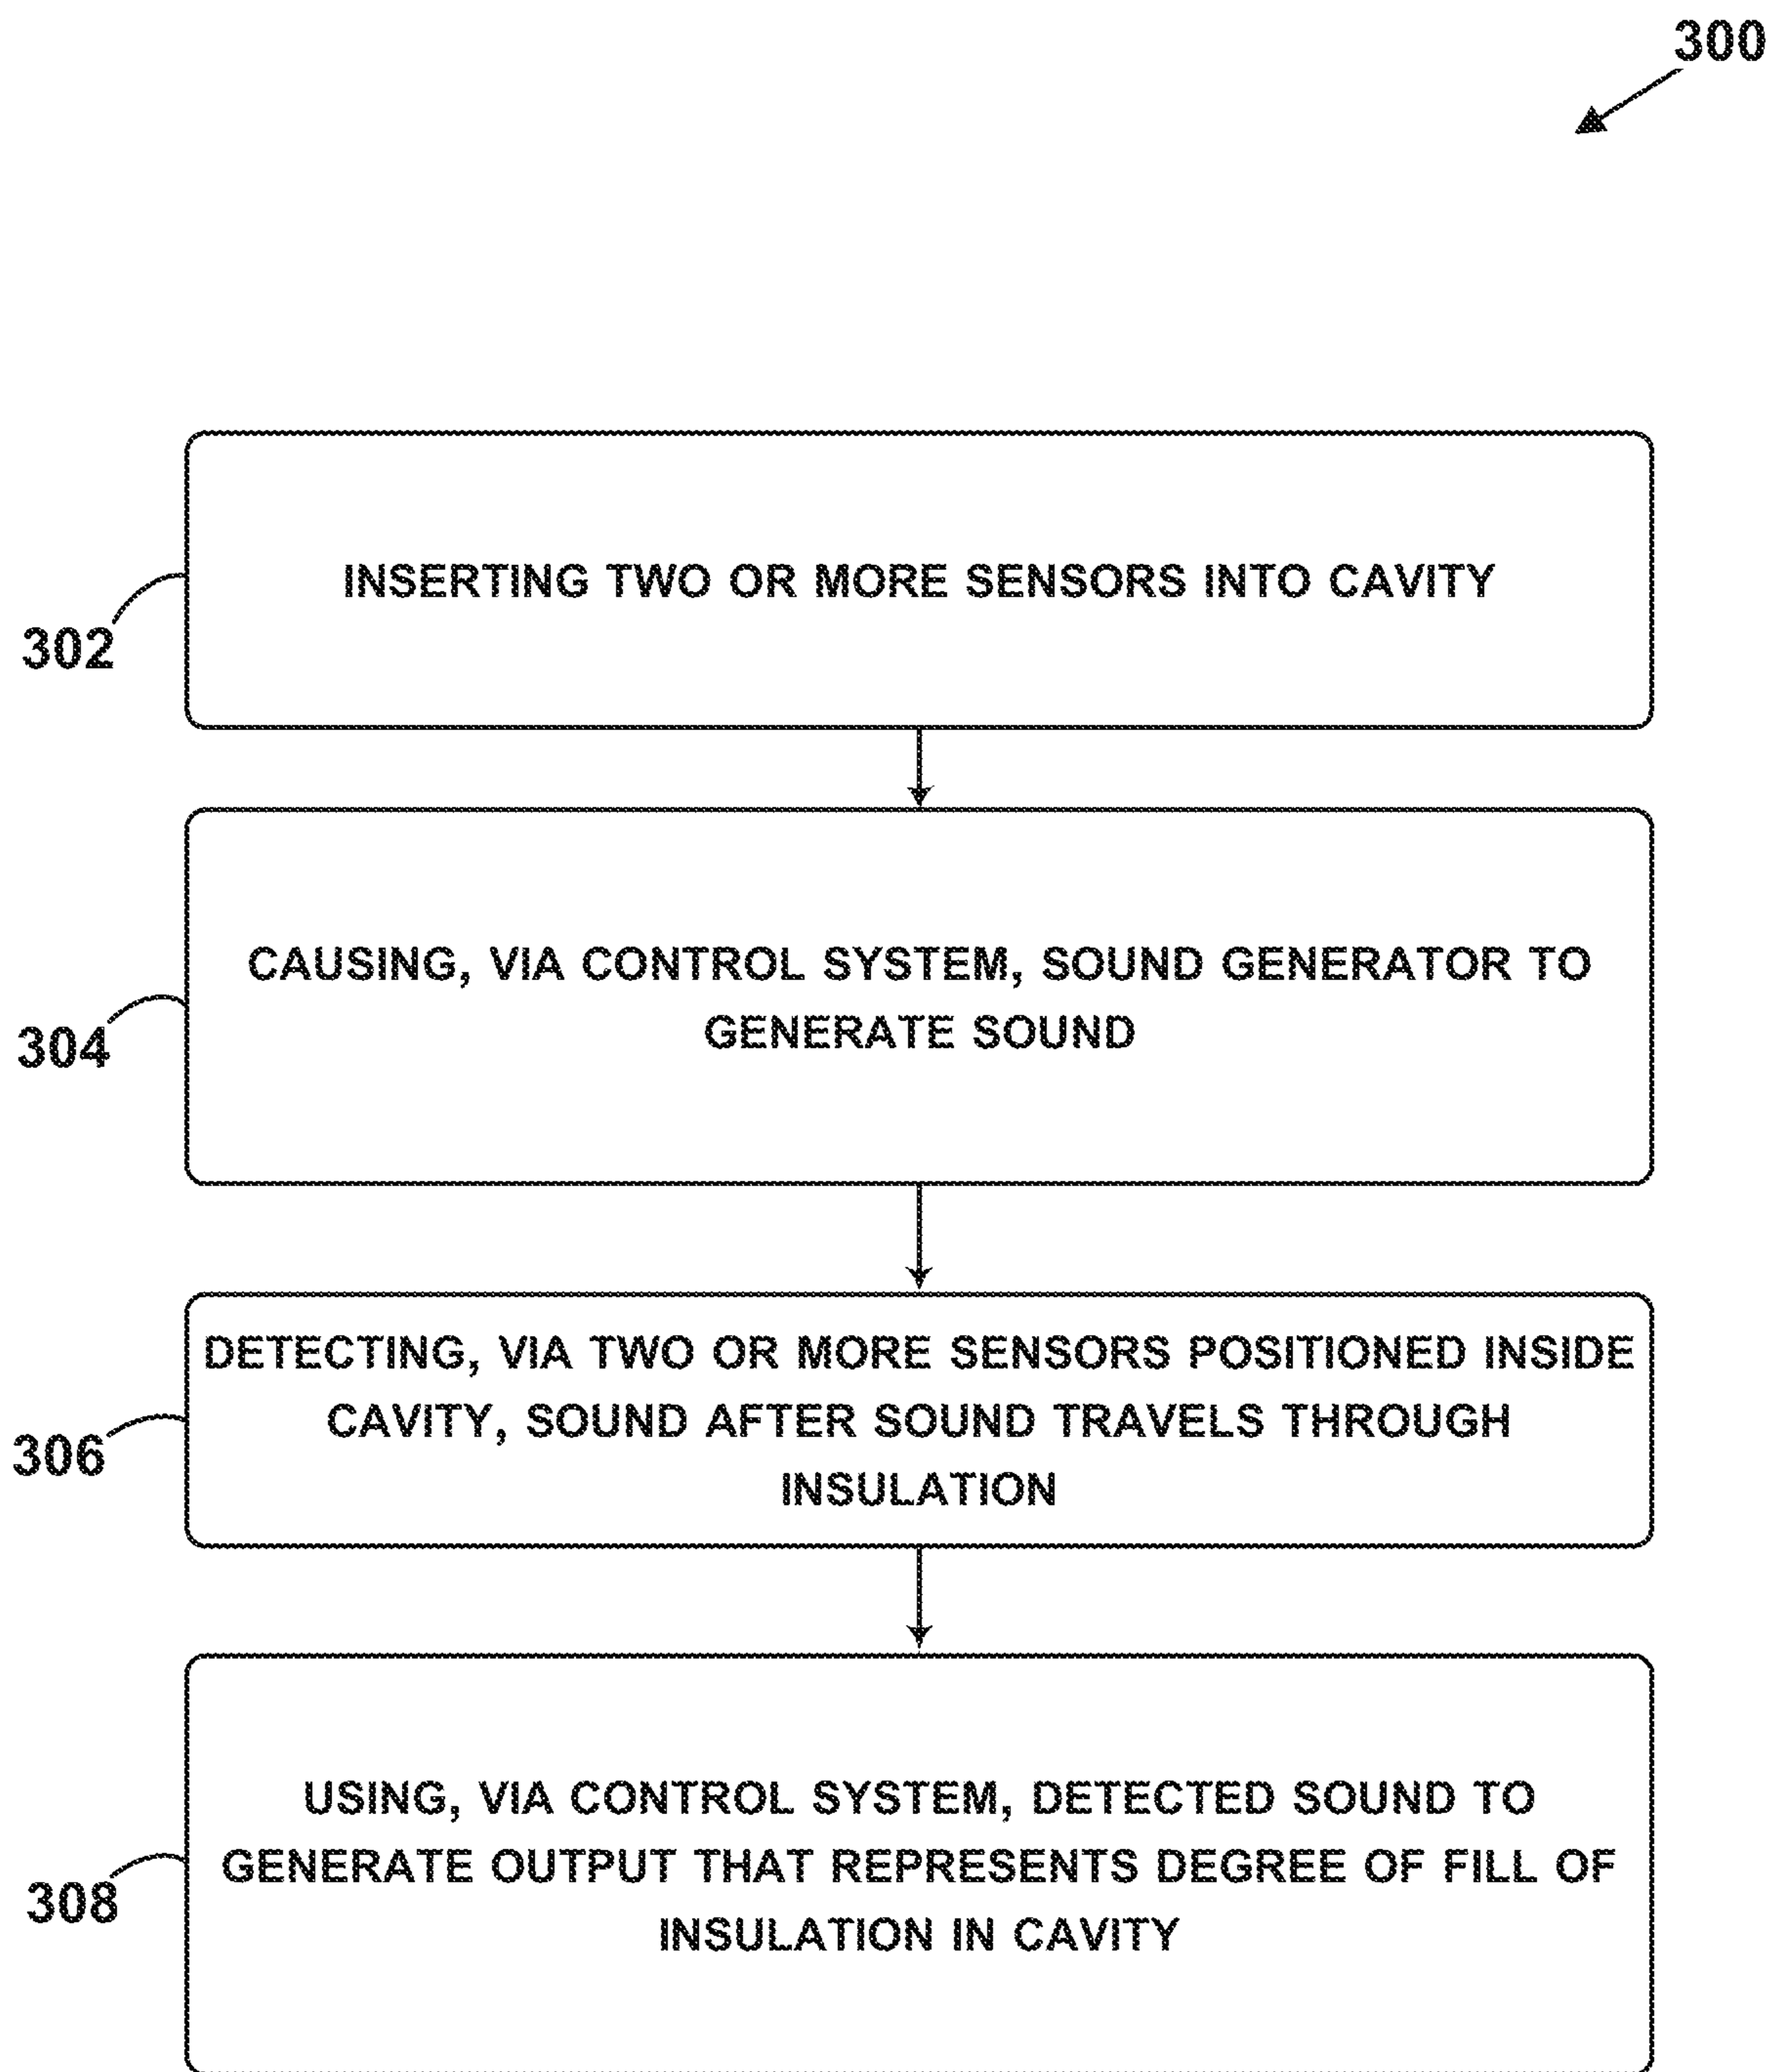 300
INSERTING TWO OR MORE SENSORS INTO CAVITY
302
CAUSING, VIA CONTROL SYSTEM, SOUND GENERATOR TO
GENERATE SOUND
304
DETECTING, VIA TWO OR MORE SENSORS POSITIONED INSIDE
CAVITY, SOUND AFTER SOUND TRAVELS THROUGH
INSULATION
306
USING, VIA CONTROL SYSTEM, DETECTED SOUND TO
GENERATE OUTPUT THAT REPRESENTS DEGREE OF FILL OF
INSULATION IN CAVITY
308